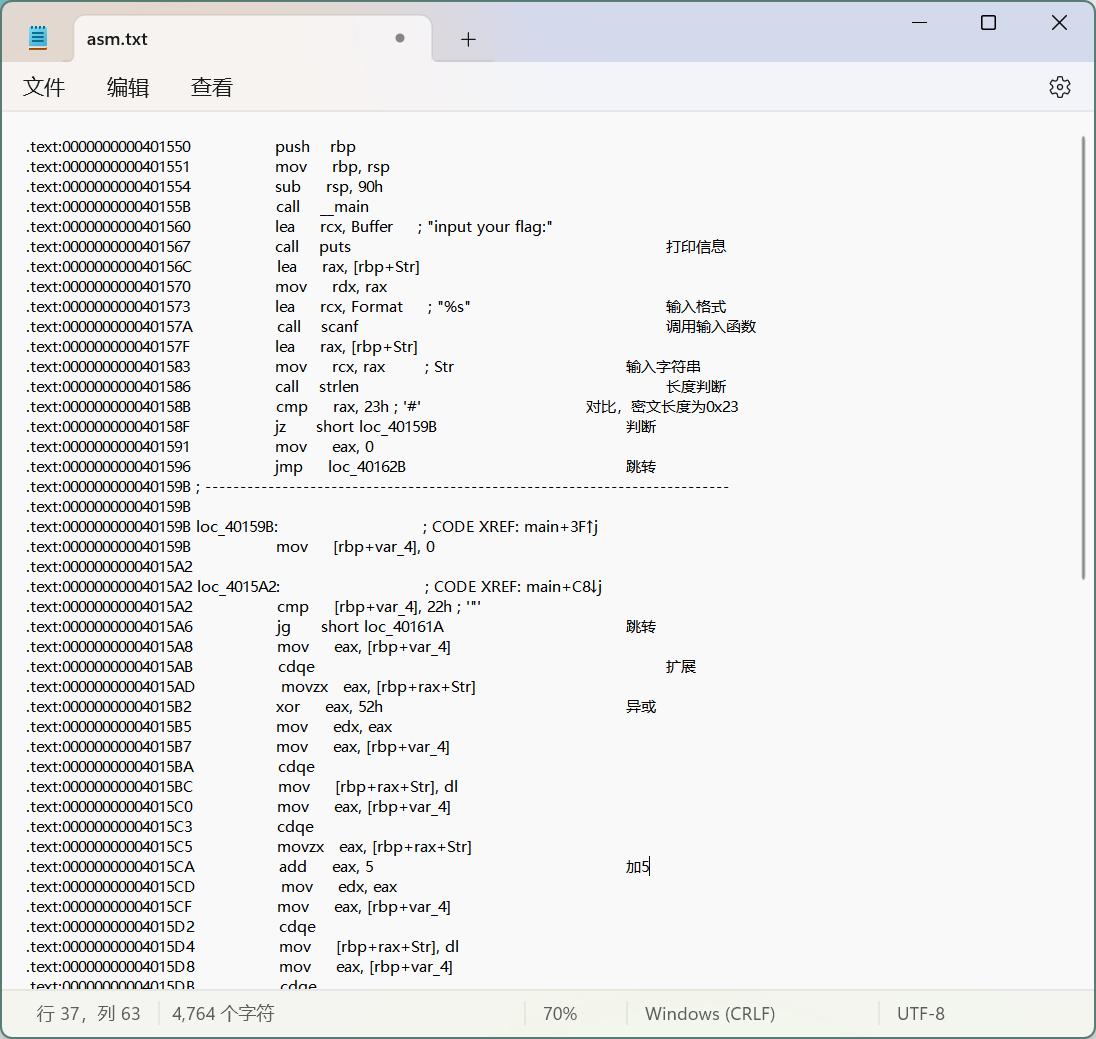 asm.txt
文件 编辑 查看
.text:0000000000401550 push rbp
.text:0000000000401551 mov rbp, rsp
.text:0000000000401554 sub rsp, 90h
.text:000000000040155B call __main
.text:0000000000401560 lea rcx, Buffer ; "input your flag:"
.text:0000000000401567 call puts 打印信息
.text:000000000040156C lea rax, [rbp+Str]
.text:0000000000401570 mov rdx, rax
.text:0000000000401573 lea rcx, Format ; "%s" 输入格式
.text:000000000040157A call scanf 调用输入函数
.text:000000000040157F lea rax, [rbp+Str]
.text:0000000000401583 mov rcx, rax ; Str 输入字符串
.text:0000000000401586 call strlen 长度判断
.text:000000000040158B cmp rax, 23h ; '#' 对比，密文长度为0x23
.text:000000000040158F jz short loc_40159B 判断
.text:0000000000401591 mov eax, 0
.text:0000000000401596 jmp loc_40162B 跳转
.text:000000000040159B ; ---------------------------------------------------------------------------
.text:000000000040159B
.text:000000000040159B loc_40159B: ; CODE XREF: main+3F↑j
.text:000000000040159B mov [rbp+var_4], 0
.text:00000000004015A2
.text:00000000004015A2 loc_4015A2: ; CODE XREF: main+C8↓j
.text:00000000004015A2 cmp [rbp+var_4], 22h ; '"'
.text:00000000004015A6 jg short loc_40161A 跳转
.text:00000000004015A8 mov eax, [rbp+var_4]
.text:00000000004015AB cdqe 扩展
.text:00000000004015AD movzx eax, [rbp+rax+Str]
.text:00000000004015B2 xor eax, 52h 异或
.text:00000000004015B5 mov edx, eax
.text:00000000004015B7 mov eax, [rbp+var_4]
.text:00000000004015BA cdqe
.text:00000000004015BC mov [rbp+rax+Str], dl
.text:00000000004015C0 mov eax, [rbp+var_4]
.text:00000000004015C3 cdqe
.text:00000000004015C5 movzx eax, [rbp+rax+Str]
.text:00000000004015CA add eax, 5 加5
.text:00000000004015CD mov edx, eax
.text:00000000004015CF mov eax, [rbp+var_4]
.text:00000000004015D2 cdqe
.text:00000000004015D4 mov [rbp+rax+Str], dl
.text:00000000004015D8 mov eax, [rbp+var_4]
.text:00000000004015DB cdqe
行 37，列 63 4,764 个字符 70% Windows (CRLF) UTF-8